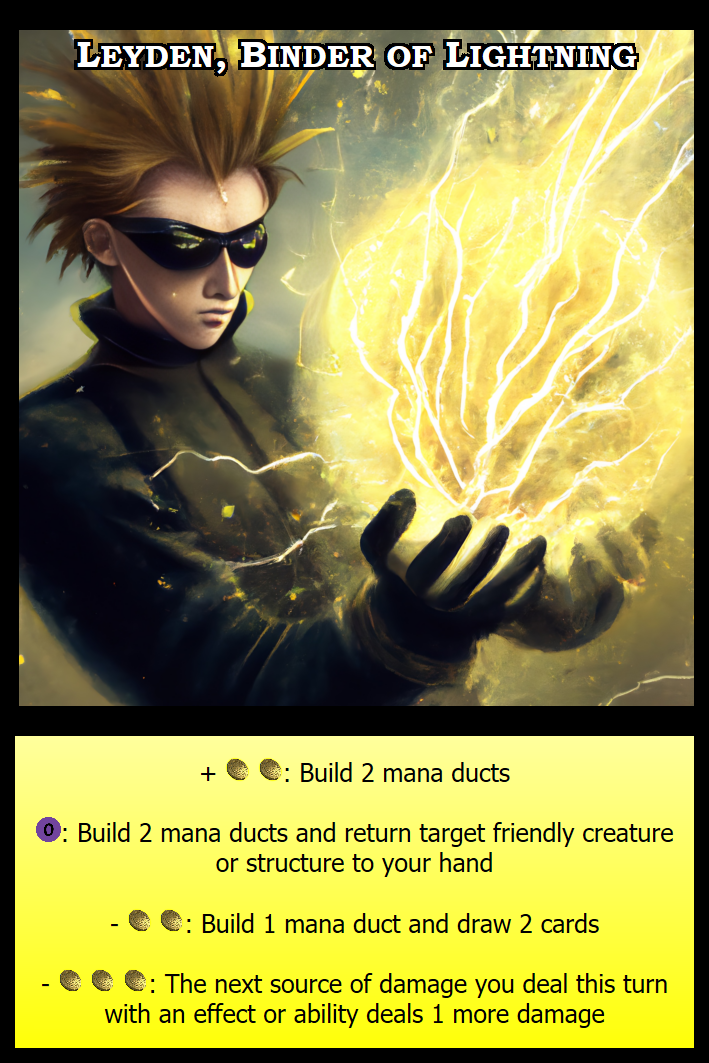 Leyden, Binder of Lightning
+ : Build 2 mana ducts
0: Build 2 mana ducts and return target friendly creature
or structure to your hand
- : Build 1 mana duct and draw 2 cards
- : The next source of damage you deal this turn
with an effect or ability deals 1 more damage